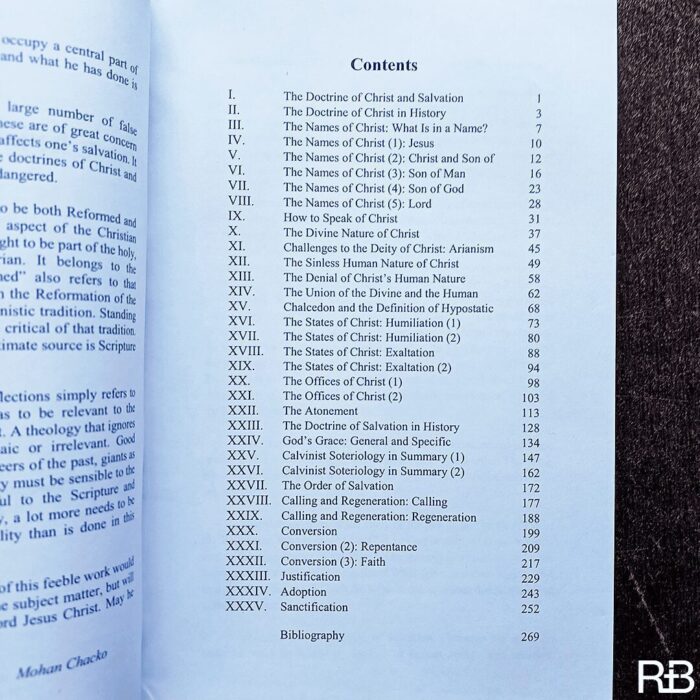 occupy a central part of
and what he has done is
large number of false
ese are of great concern
affects one's salvation. It
e doctrines of Christ and
dangered.
o be both Reformed and
aspect of the Christian
ght to be part of the holy,
rian. It belongs to the
ned" also refers to that
n the Reformation of the
nistic tradition. Standing
critical of that tradition.
timate source is Scripture
lections simply refers to
as to be relevant to the
t. A theology that ignores
aic or irrelevant. Good
eers of the past, giants as
y must be sensible to the
ul to the Scripture and
y, a lot more needs to be
lity than is done in this
of this feeble work would
e subject matter, but will
ord Jesus Christ. May he
Mohan Chacko
Contents
I. The Doctrine of Christ and Salvation 1
II. The Doctrine of Christ in History 3
III. The Names of Christ: What Is in a Name? 7
IV. The Names of Christ (1): Jesus 10
V. The Names of Christ (2): Christ and Son of 12
VI. The Names of Christ (3): Son of Man 16
VII. The Names of Christ (4): Son of God 23
VIII. The Names of Christ (5): Lord 28
IX. How to Speak of Christ 31
X. The Divine Nature of Christ 37
XI. Challenges to the Deity of Christ: Arianism 45
XII. The Sinless Human Nature of Christ 49
XIII. The Denial of Christ's Human Nature 58
XIV. The Union of the Divine and the Human 62
XV. Chalcedon and the Definition of Hypostatic 68
XVI. The States of Christ: Humiliation (1) 73
XVII. The States of Christ: Humiliation (2) 80
XVIII. The States of Christ: Exaltation 88
XIX. The States of Christ: Exaltation (2) 94
XX. The Offices of Christ (1) 98
XXI. The Offices of Christ (2) 103
XXII. The Atonement 113
XXIII. The Doctrine of Salvation in History 128
XXIV. God's Grace: General and Specific 134
XXV. Calvinist Soteriology in Summary (1) 147
XXVI. Calvinist Soteriology in Summary (2) 162
XXVII. The Order of Salvation 172
XXVIII. Calling and Regeneration: Calling 177
XXIX. Calling and Regeneration: Regeneration 188
XXX. Conversion 199
XXXI. Conversion (2): Repentance 209
XXXII. Conversion (3): Faith 217
XXXIII. Justification 229
XXXIV. Adoption 243
XXXV. Sanctification 252
Bibliography 269
RB